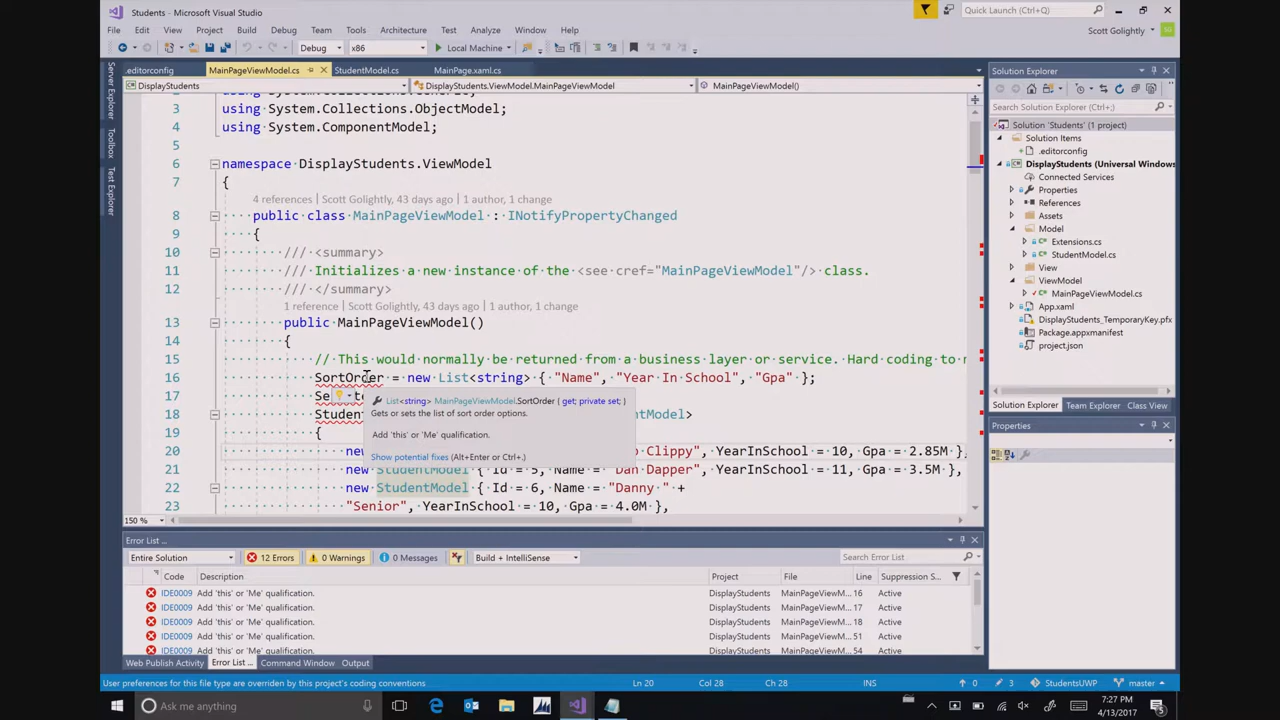 Students - Microsoft Visual Studio
Quick Launch (Ctrl+Q)
File Edit View Project Build Debug Team Tools Architecture Test Analyze Window Help
Scott Golightly
SG
Debug x86 Local Machine
Server Explorer
Toolbox
Test Explorer
.editorconfig MainPageViewModel.cs StudentModel.cs MainPage.xaml.cs
DisplayStudents DisplayStudents.ViewModel.MainPageViewModel MainPageViewModel()
3 using System.Collections.ObjectModel;
4 using System.ComponentModel;
5
6 namespace DisplayStudents.ViewModel
7 {
4 references | Scott Golightly, 43 days ago | 1 author, 1 change
8 public class MainPageViewModel : INotifyPropertyChanged
9 {
10 /// <summary>
11 /// Initializes a new instance of the <see cref="MainPageViewModel"/> class.
12 /// </summary>
1 reference | Scott Golightly, 43 days ago | 1 author, 1 change
13 public MainPageViewModel()
14 {
15 // This would normally be returned from a business layer or service. Hard coding to
16 SortOrder = new List<string> { "Name", "Year In School", "Gpa" };
17 Se
List<string> MainPageViewModel.SortOrder { get; private set; }
Gets or sets the list of sort order options.
Add 'this' or 'Me' qualification.
Show potential fixes (Alt+Enter or Ctrl+.)
18 Student Model>
19 {
20 new Clippy", YearInSchool = 10, Gpa = 2.85M },
21 new StudentModel { Id = 5, Name = "Dan Dapper", YearInSchool = 11, Gpa = 3.5M },
22 new StudentModel { Id = 6, Name = "Danny " +
23 "Senior", YearInSchool = 10, Gpa = 4.0M },
150 %
Solution Explorer
Search Solution Explorer (Ctrl+;)
Solution 'Students' (1 project)
Solution Items
.editorconfig
DisplayStudents (Universal Windows
Connected Services
Properties
References
Assets
Model
Extensions.cs
StudentModel.cs
View
ViewModel
MainPageViewModel.cs
App.xaml
DisplayStudents_TemporaryKey.pfx
Package.appxmanifest
project.json
Solution Explorer Team Explorer Class View
Properties
Error List ...
Entire Solution 12 Errors 0 Warnings 0 Messages Build + IntelliSense Search Error List
Code Description Project File Line Suppression S...
IDE0009 Add 'this' or 'Me' qualification. DisplayStudents MainPageViewM... 16 Active
IDE0009 Add 'this' or 'Me' qualification. DisplayStudents MainPageViewM... 17 Active
IDE0009 Add 'this' or 'Me' qualification. DisplayStudents MainPageViewM... 18 Active
IDE0009 Add 'this' or 'Me' qualification. DisplayStudents MainPageViewM... 51 Active
IDE0009 Add 'this' or 'Me' qualification. DisplayStudents MainPageViewM... 54 Active
Web Publish Activity Error List ... Command Window Output
User preferences for this file type are overriden by this project's coding conventions Ln 20 Col 28 Ch 28 INS 0 3 StudentsUWP master
Ask me anything
7:27 PM
4/13/2017
5